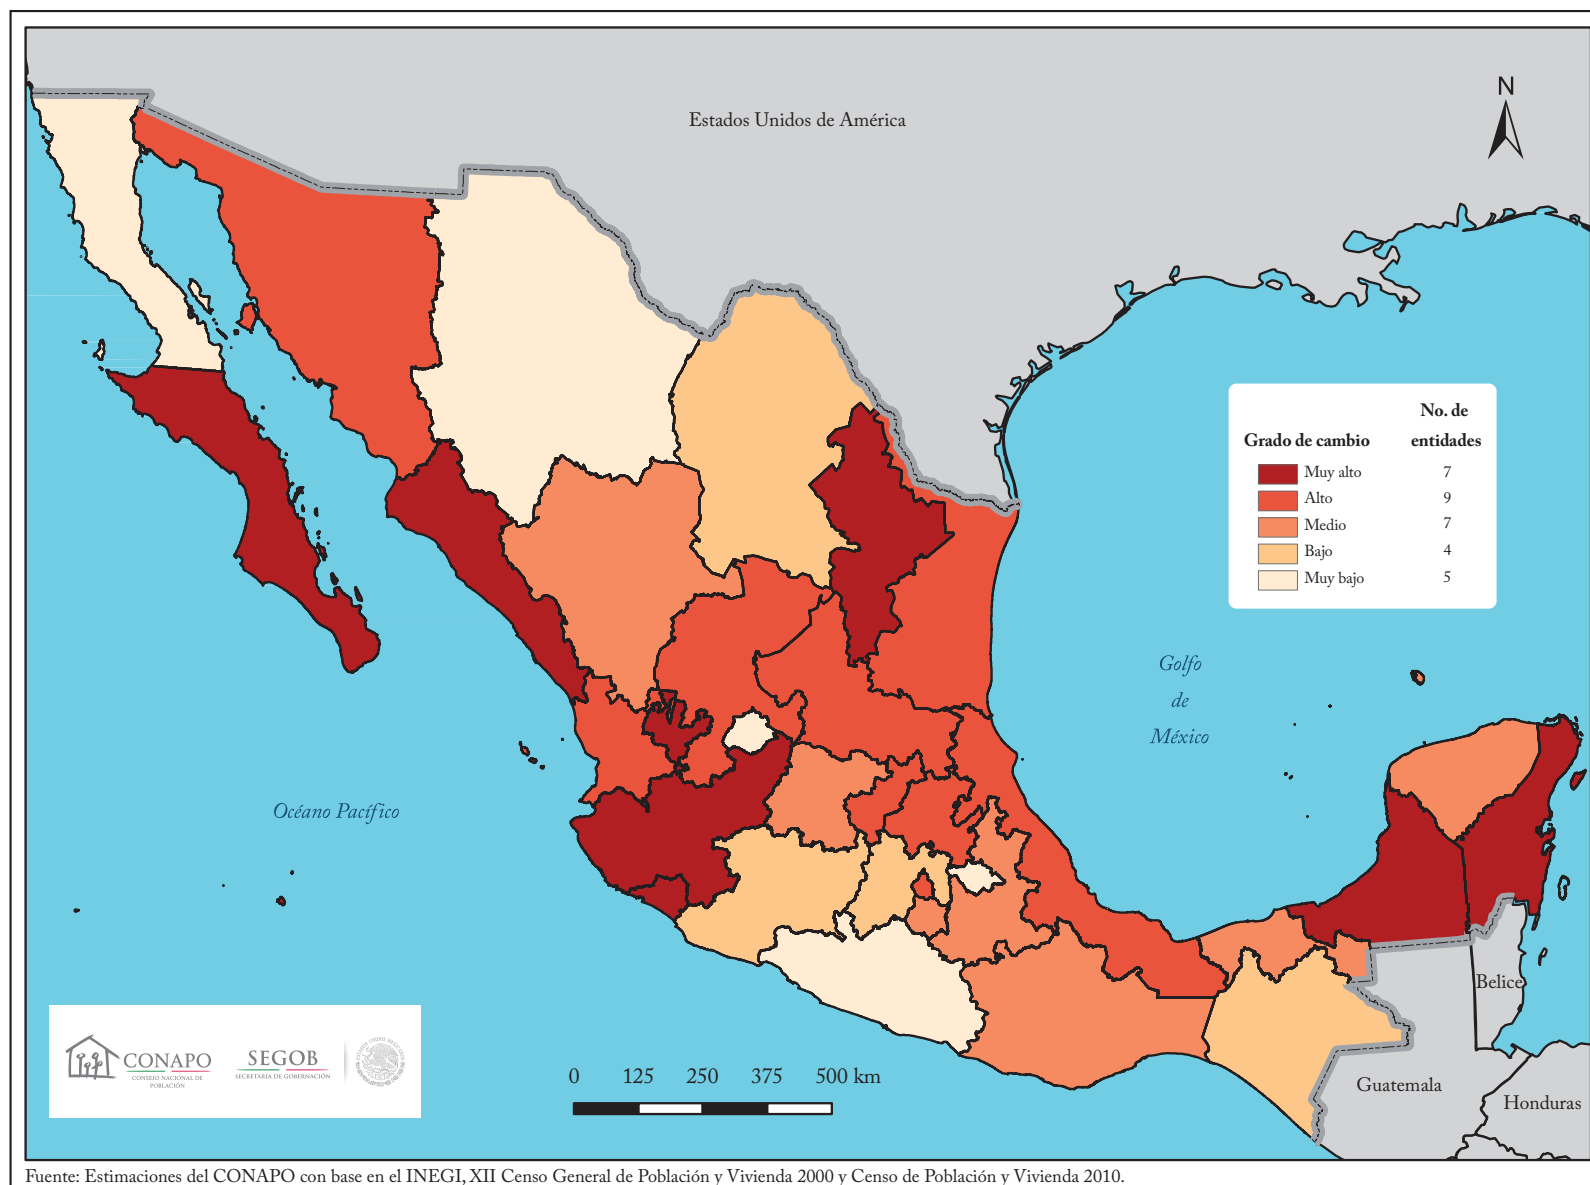 Estados Unidos de América
N
No. de
Grado de cambio entidades
Muy alto 7
Alto 9
Medio 7
Bajo 4
Muy bajo 5
Golfo
de
México
Océano Pacífico
Belice
Guatemala
Honduras
CONAPO
CONSEJO NACIONAL DE
POBLACIÓN
SEGOB
SECRETARÍA DE GOBERNACIÓN
0 125 250 375 500 km
Fuente: Estimaciones del CONAPO con base en el INEGI, XII Censo General de Población y Vivienda 2000 y Censo de Población y Vivienda 2010.